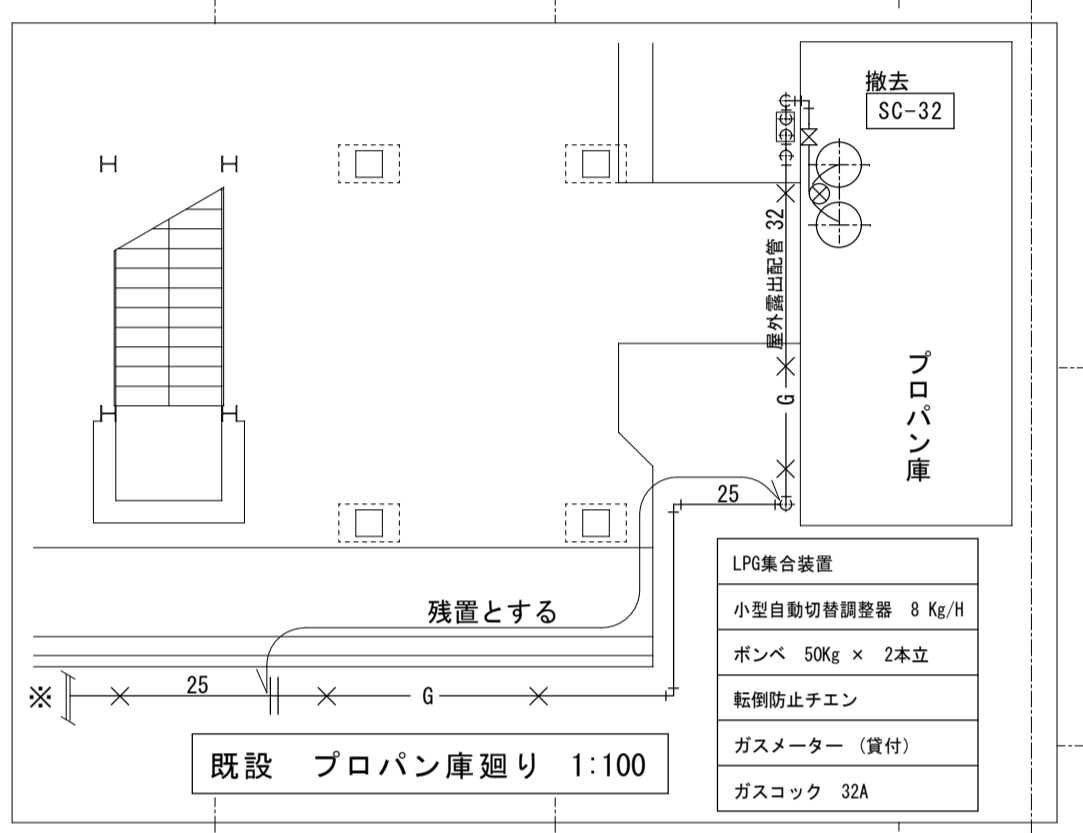 撤去
SC-32
屋外露出配管 32
G
プロパン庫
25
残置とする
※
25
G
既設　プロパン庫廻り　1:100
LPG集合装置
小型自動切替調整器　8 Kg/H
ボンベ　50Kg × 2本立
転倒防止チエン
ガスメーター （貸付）
ガスコック　32A